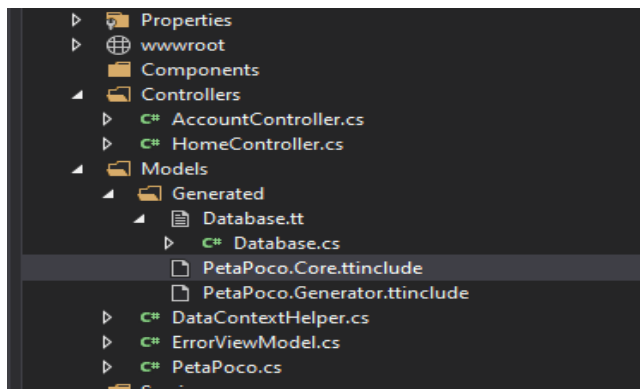 Properties
wwwroot
Components
Controllers
C# AccountController.cs
C# HomeController.cs
Models
Generated
Database.tt
C# Database.cs
PetaPoco.Core.ttinclude
PetaPoco.Generator.ttinclude
C# DataContextHelper.cs
C# ErrorViewModel.cs
C# PetaPoco.cs